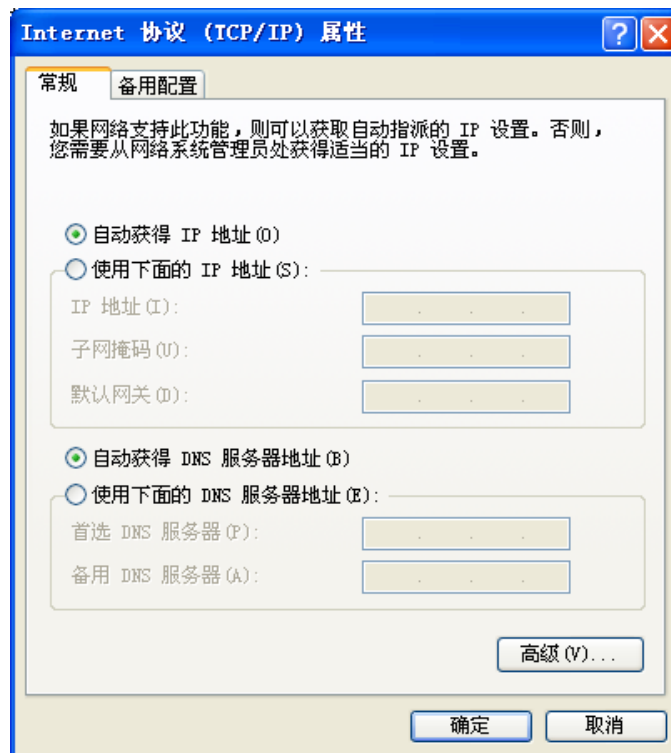 Internet 协议 (TCP/IP) 属性
常规
备用配置
如果网络支持此功能，则可以获取自动指派的 IP 设置。否则，
您需要从网络系统管理员处获得适当的 IP 设置。
自动获得 IP 地址(O)
使用下面的 IP 地址(S):
IP 地址(I):
子网掩码(U):
默认网关(D):
自动获得 DNS 服务器地址(B)
使用下面的 DNS 服务器地址(E):
首选 DNS 服务器(P):
备用 DNS 服务器(A):
高级(V)...
确定
取消